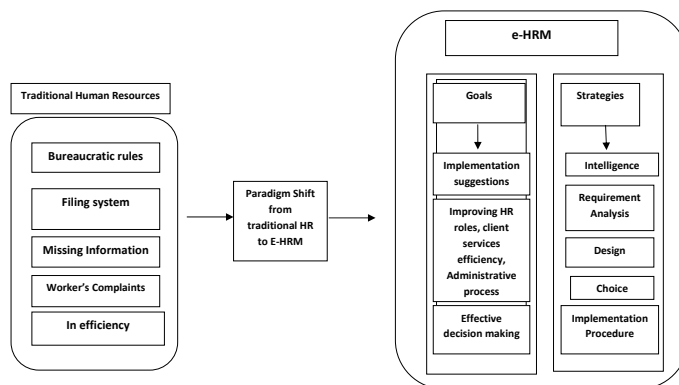 e-HRM
Traditional Human Resources
Bureaucratic rules
Filing system
Missing Information
Worker's Complaints
In efficiency
Paradigm Shift
from
traditional HR
to E-HRM
Goals
Implementation
suggestions
Improving HR
roles, client
services
efficiency,
Administrative
process
Effective
decision making
Strategies
Intelligence
Requirement
Analysis
Design
Choice
Implementation
Procedure